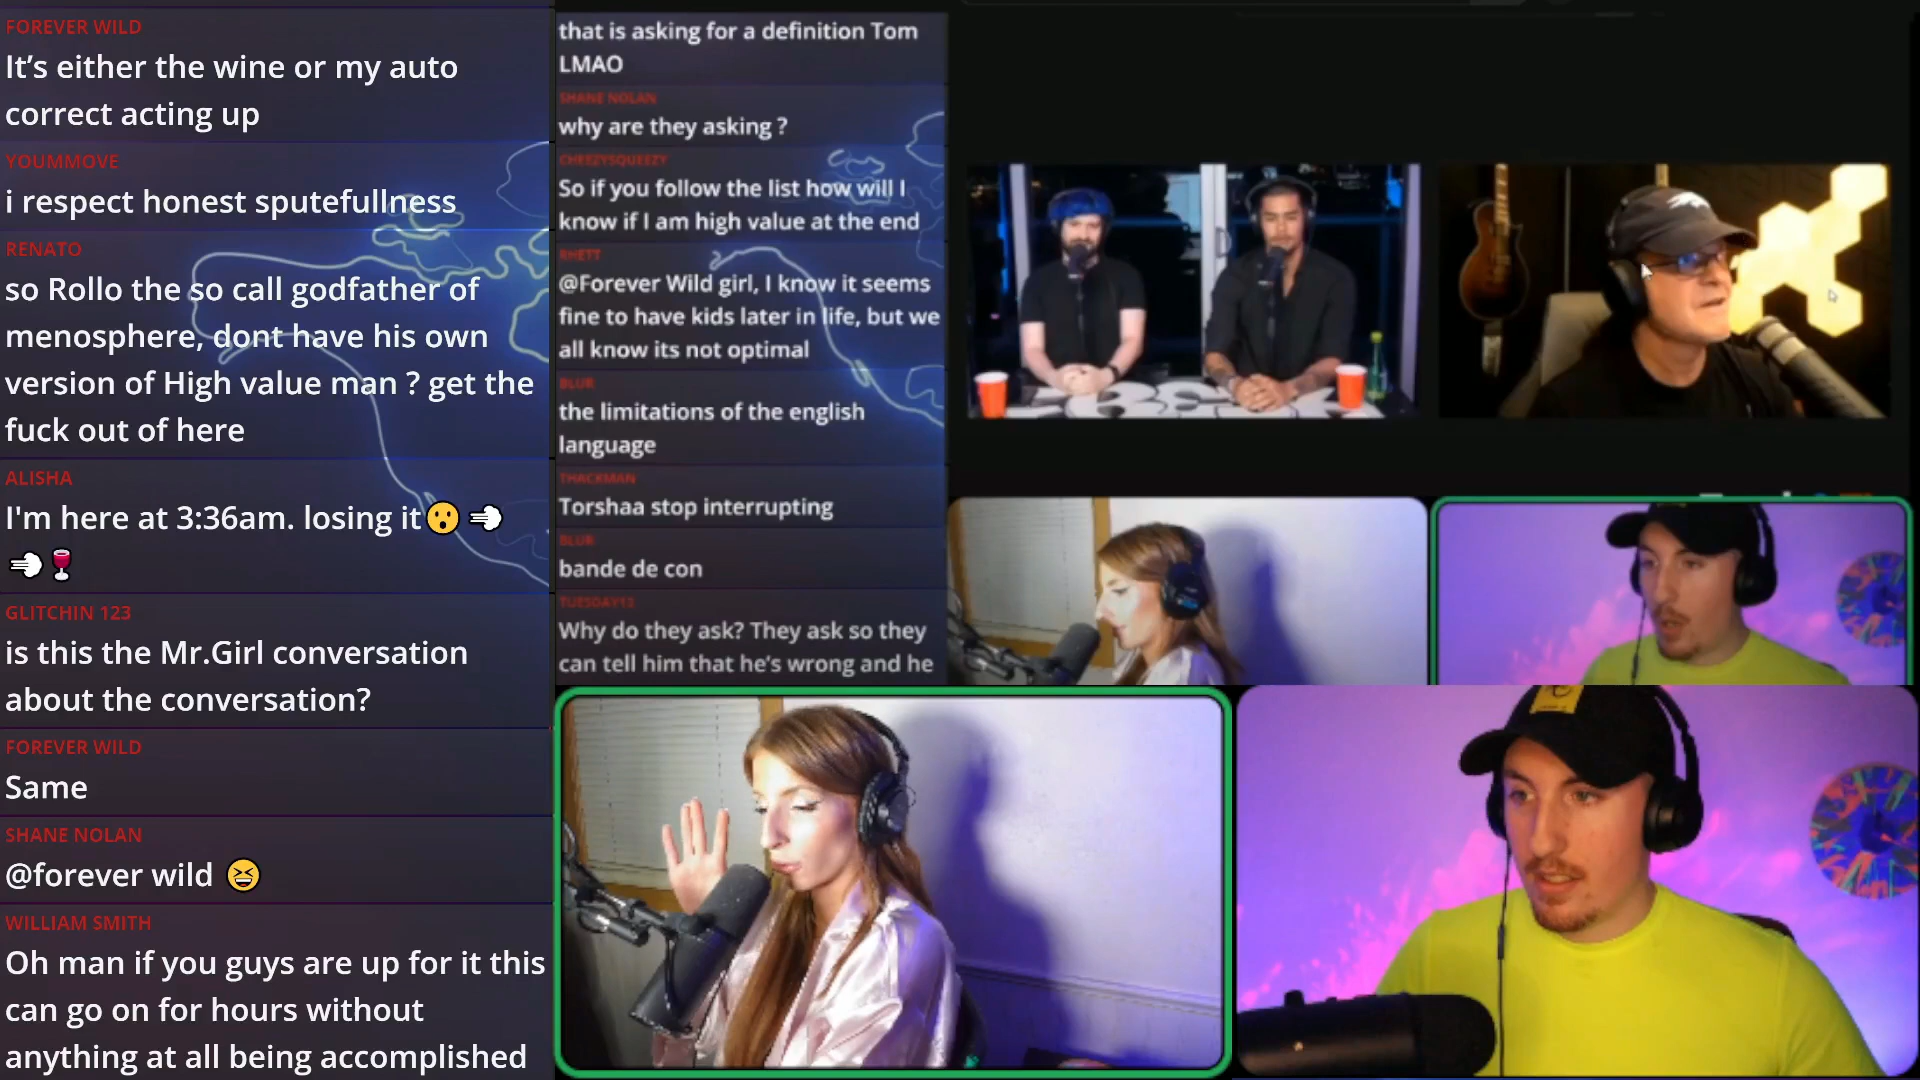 FOREVER WILD
It's either the wine or my auto
correct acting up
YOUMMOVE
i respect honest sputefullness
RENATO
so Rollo the so call godfather of
menosphere, dont have his own
version of High value man ? get the
fuck out of here
ALISHA
I'm here at 3:36am. losing it😮💨
💨🍷
GLITCHIN 123
is this the Mr.Girl conversation
about the conversation?
FOREVER WILD
Same
SHANE NOLAN
@forever wild 😆
WILLIAM SMITH
Oh man if you guys are up for it this
can go on for hours without
anything at all being accomplished
that is asking for a definition Tom
LMAO
SHANE NOLAN
why are they asking ?
CHEEZYSQUEEZY
So if you follow the list how will I
know if I am high value at the end
RHETT
@Forever Wild girl, I know it seems
fine to have kids later in life, but we
all know its not optimal
BLUR
the limitations of the english
language
THACKMAN
Torshaa stop interrupting
BLUR
bande de con
TUESDAY12
Why do they ask? They ask so they
can tell him that he's wrong and he